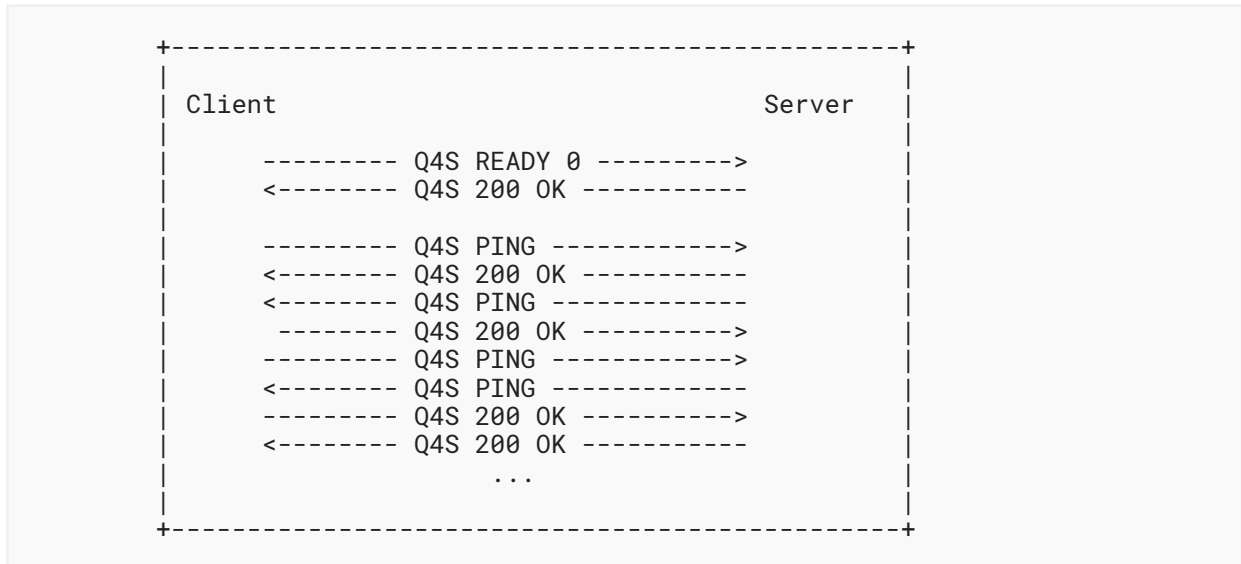 +------------------------------------------------+
|                                                |
| Client                                Server   |
|                                                |
|      --------- Q4S READY 0 --------->          |
|      <-------- Q4S 200 OK -----------          |
|                                                |
|      --------- Q4S PING ------------>          |
|      <-------- Q4S 200 OK -----------          |
|      <-------- Q4S PING -------------          |
|       -------- Q4S 200 OK ---------->          |
|      --------- Q4S PING ------------>          |
|      <-------- Q4S PING -------------          |
|      --------- Q4S 200 OK ---------->          |
|      <-------- Q4S 200 OK -----------          |
|                     ...                        |
|                                                |
+------------------------------------------------+